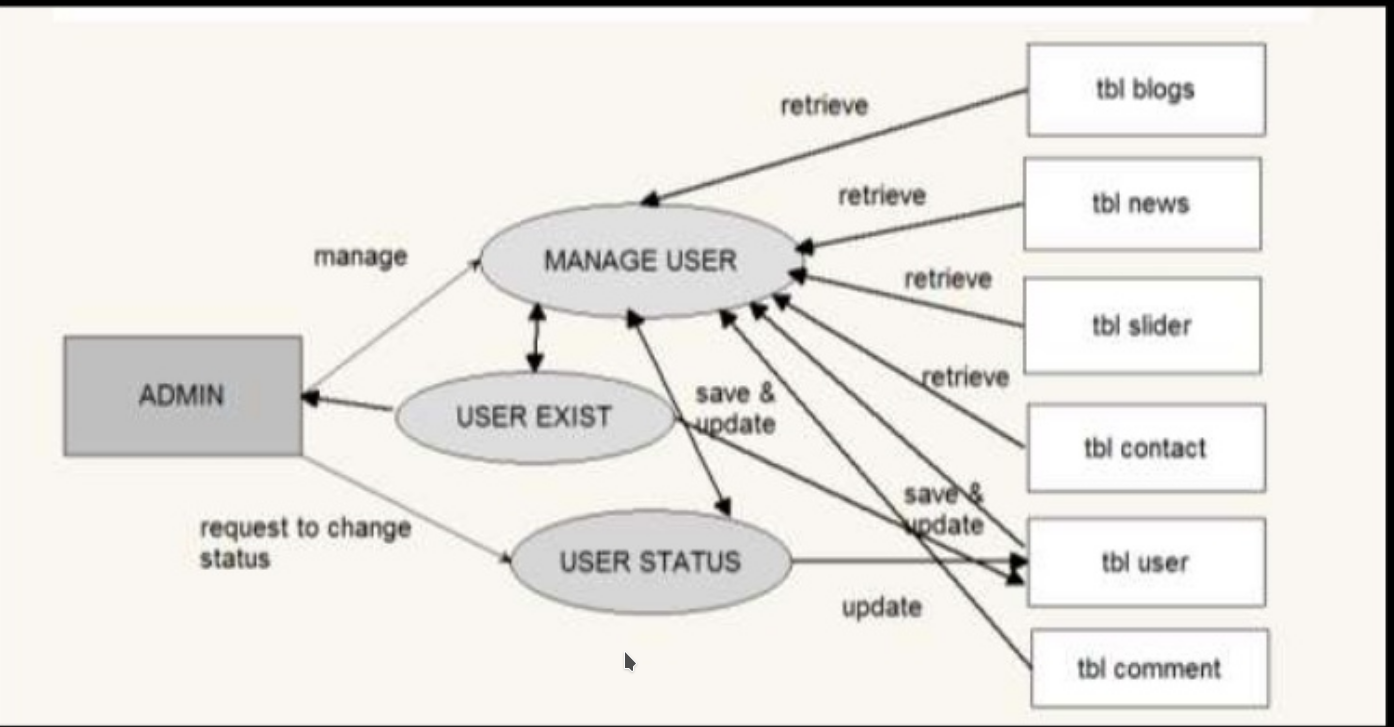 tbl blogs
retrieve
retrieve
tbl news
manage
MANAGE USER
retrieve
tbl slider
retrieve
ADMIN
USER EXIST
save &
update
tbl contact
save &
update
request to change
status
USER STATUS
tbl user
update
tbl comment